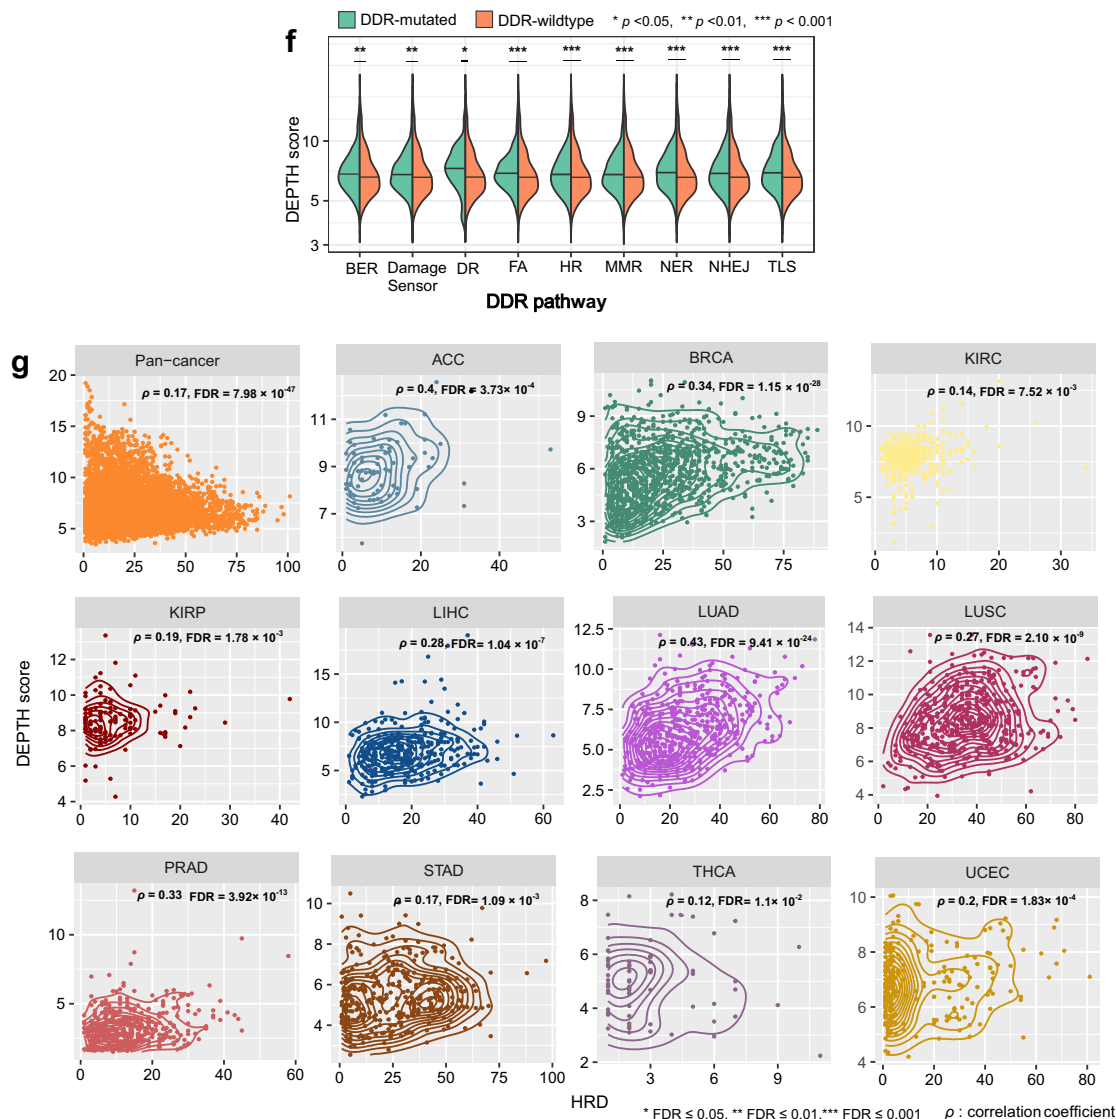 DDR-mutated DDR-wildtype * p <0.05, ** p <0.01, *** p < 0.001
f
** ** * *** *** *** *** *** ***
10
5
3
DEPTH score
BER Damage Sensor DR FA HR MMR NER NHEJ TLS
DDR pathway
g
Pan−cancer
ρ = 0.17, FDR = 7.98 × 10-47
20
15
10
5
0 25 50 75 100
ACC
ρ = 0.4, FDR = 3.73× 10-4
11
9
7
0 20 40
BRCA
ρ = 0.34, FDR = 1.15 × 10-28
9
6
3
0 25 50 75
KIRC
ρ = 0.14, FDR = 7.52 × 10-3
10
5
0 10 20 30
DEPTH score
KIRP
ρ = 0.19, FDR = 1.78 × 10-3
12
10
8
6
4
0 10 20 30 40
LIHC
ρ = 0.28, FDR= 1.04 × 10-7
15
10
5
0 20 40 60
LUAD
ρ = 0.43, FDR = 9.41 × 10-24
12.5
10.0
7.5
5.0
2.5
0 20 40 60 80
LUSC
ρ = 0.27, FDR = 2.10 × 10-9
14
12
10
8
6
4
0 20 40 60 80
PRAD
ρ = 0.33 FDR = 3.92× 10-13
10
5
0 20 40 60
STAD
ρ = 0.17, FDR= 1.09 × 10-3
10
8
6
4
0 25 50 75 100
THCA
ρ = 0.12, FDR= 1.1× 10-2
8
6
4
2
3 6 9
UCEC
ρ = 0.2, FDR = 1.83× 10-4
10
8
6
4
0 20 40 60 80
HRD
* FDR ≤ 0.05, ** FDR ≤ 0.01,*** FDR ≤ 0.001 ρ : correlation coefficient